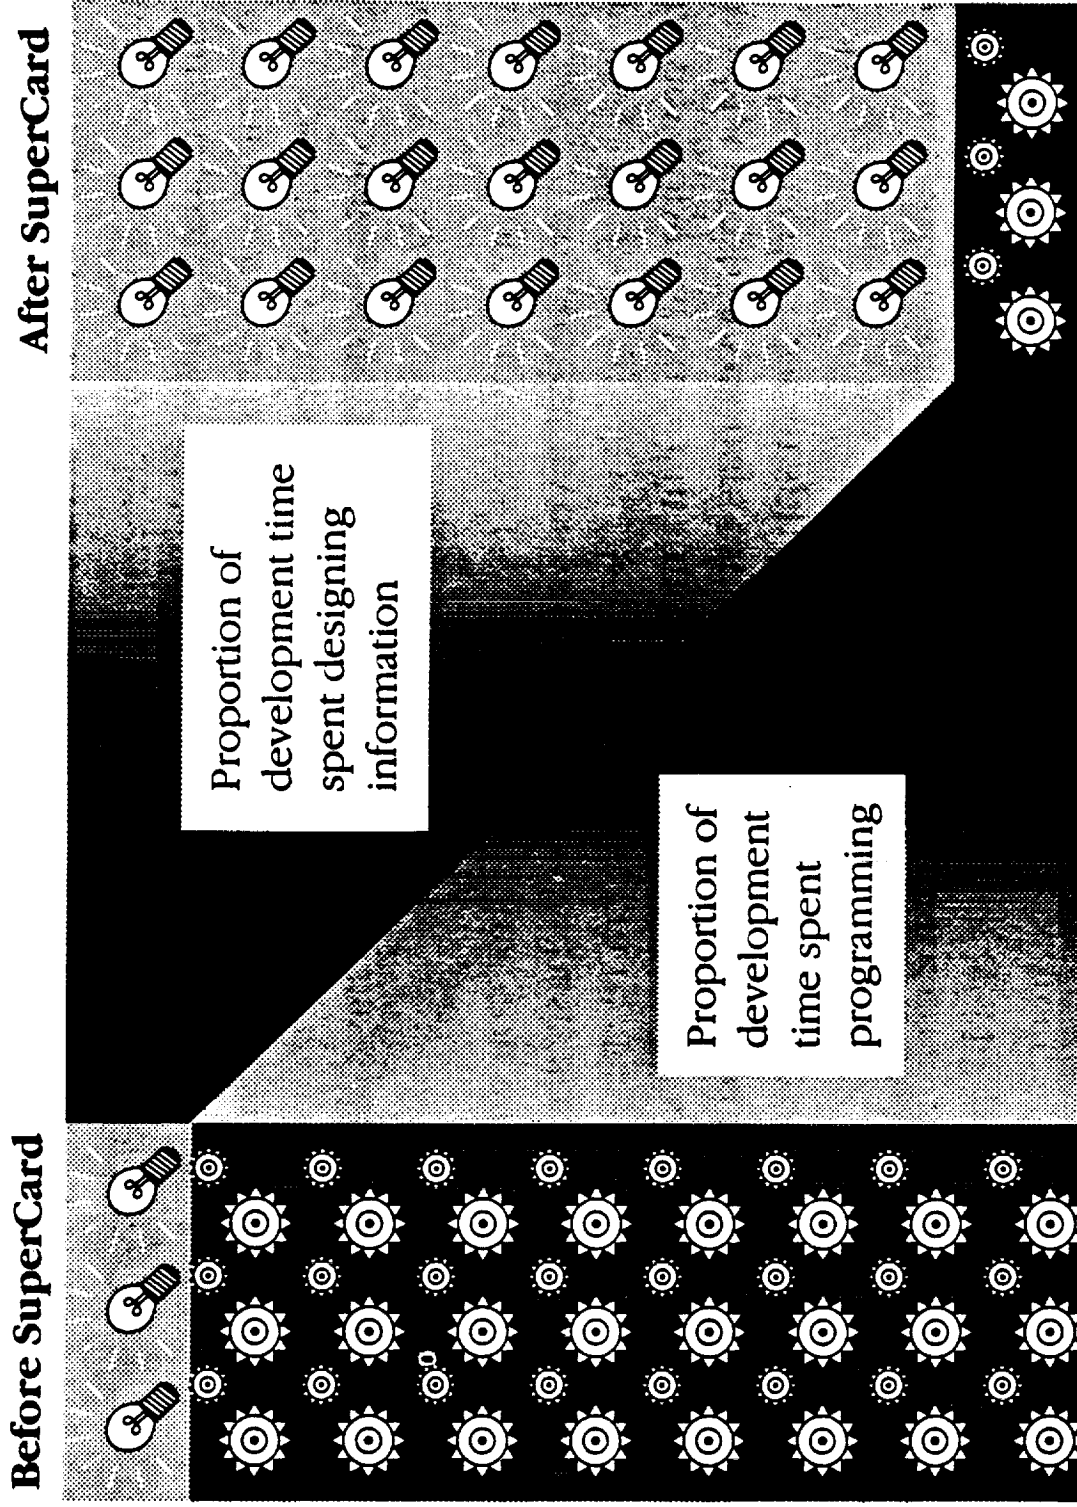 Before SuperCard
After SuperCard
Proportion of
development time
spent designing
information
Proportion of
development
time spent
programming